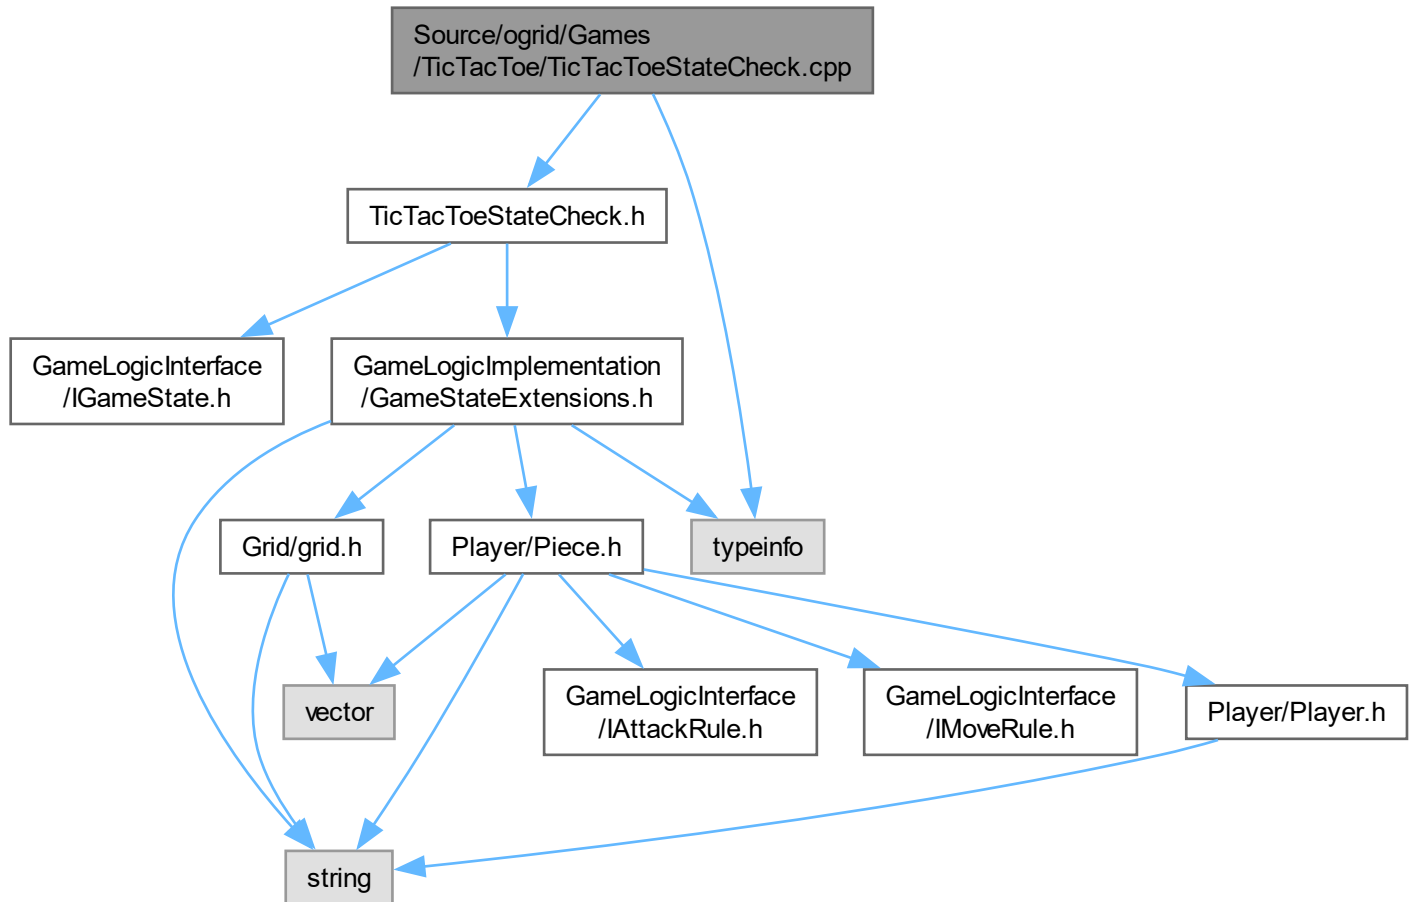 Source/ogrid/Games
/TicTacToe/TicTacToeStateCheck.cpp
TicTacToeStateCheck.h
GameLogicInterface
/IGameState.h
GameLogicImplementation
/GameStateExtensions.h
Grid/grid.h
Player/Piece.h
typeinfo
vector
GameLogicInterface
/IAttackRule.h
GameLogicInterface
/IMoveRule.h
Player/Player.h
string